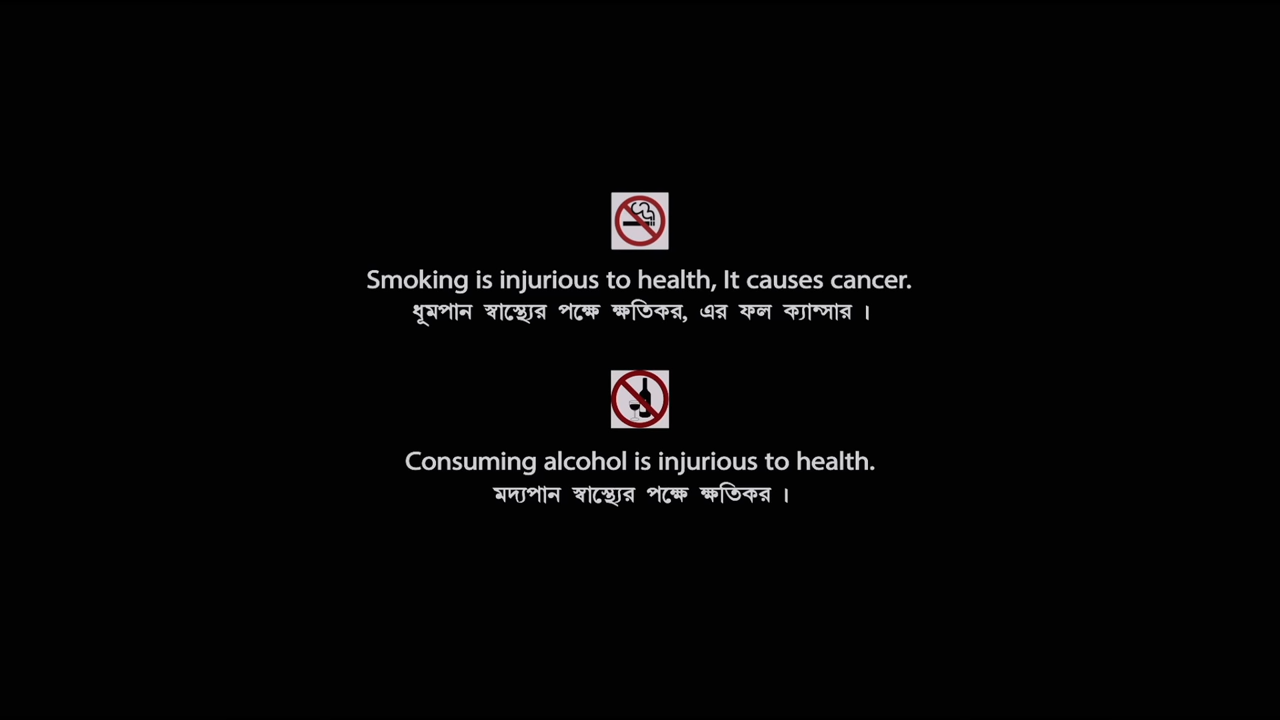 Smoking is injurious to health, It causes cancer.
ধূমপান স্বাস্থ্যের পক্ষে ক্ষতিকর, এর ফল ক্যান্সার ।
Consuming alcohol is injurious to health.
মদ্যপান স্বাস্থ্যের পক্ষে ক্ষতিকর ।